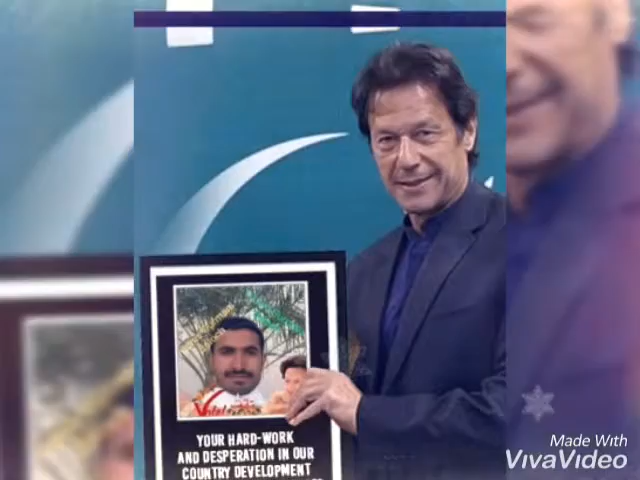 YOUR HARD-WORK
AND DESPERATION IN OUR
COUNTRY DEVELOPMENT
Made With
VivaVideo